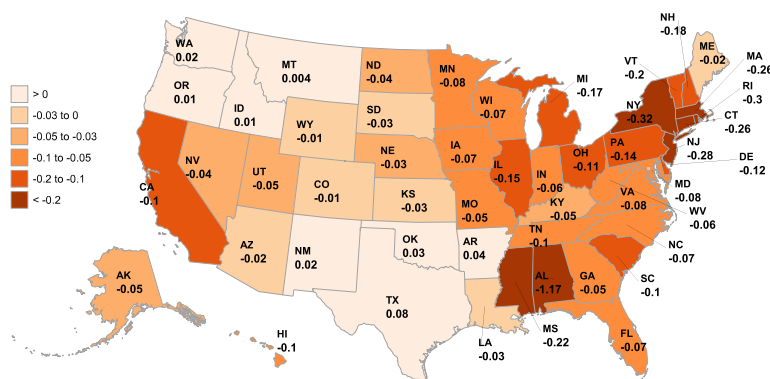 > 0
-0.03 to 0
-0.05 to -0.03
-0.1 to -0.05
-0.2 to -0.1
< -0.2
WA
0.02
OR
0.01
ID
0.01
MT
0.004
WY
-0.01
CA
-0.1
NV
-0.04
UT
-0.05
CO
-0.01
AZ
-0.02
NM
0.02
ND
-0.04
SD
-0.03
NE
-0.03
KS
-0.03
OK
0.03
TX
0.08
MN
-0.08
IA
-0.07
MO
-0.05
AR
0.04
LA
-0.03
WI
-0.07
IL
-0.15
MI
-0.17
IN
-0.06
OH
-0.11
KY
-0.05
TN
-0.1
MS
-0.22
AL
-1.17
GA
-0.05
FL
-0.07
SC
-0.1
NC
-0.07
WV
-0.06
VA
-0.08
MD
-0.08
DE
-0.12
PA
-0.14
NJ
-0.28
NY
-0.32
CT
-0.26
RI
-0.3
MA
-0.26
VT
-0.2
NH
-0.18
ME
-0.02
AK
-0.05
HI
-0.1